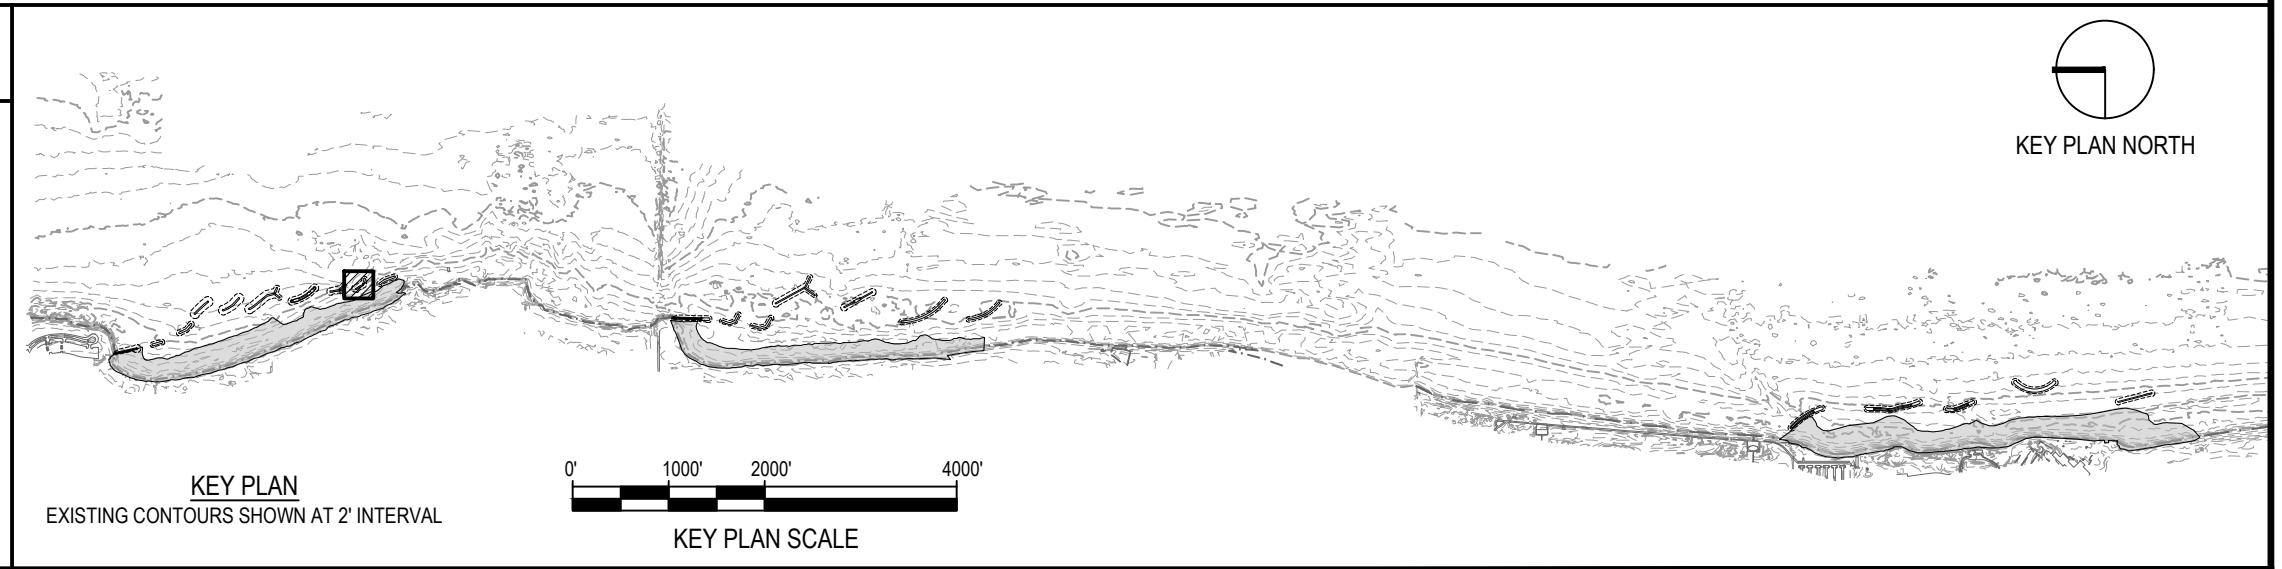 KEY PLAN NORTH
KEY PLAN
EXISTING CONTOURS SHOWN AT 2' INTERVAL
0' 1000' 2000' 4000'
KEY PLAN SCALE